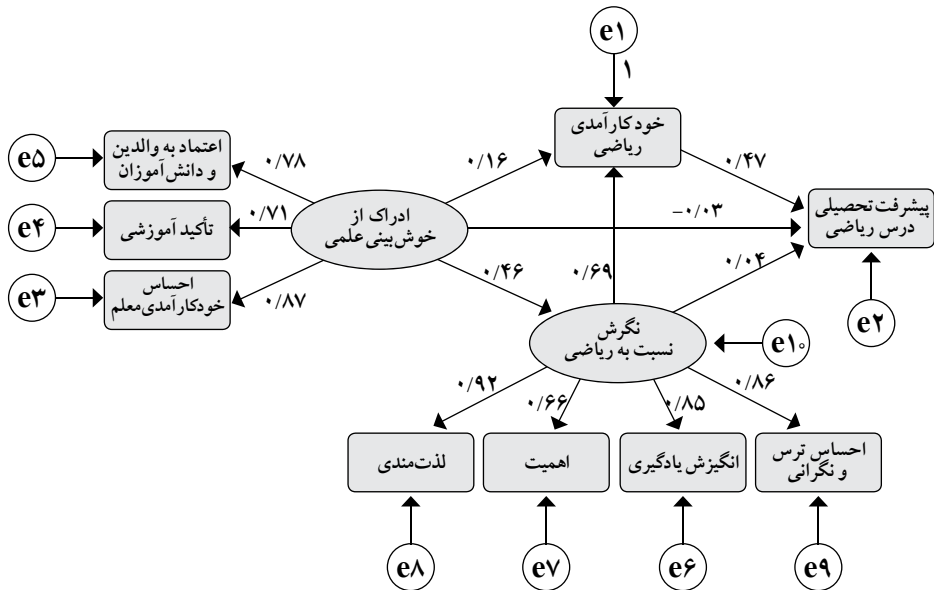 e۱
۱
خودکارآمدی
ریاضی
اعتماد به والدین
و دانش‌آموزان
e۵
۰/۷۸
۰/۱۶
۰/۴۷
ادراک از
خوش‌بینی علمی
پیشرفت تحصیلی
درس ریاضی
تأکید آموزشی
e۴
۰/۷۱
-۰/۰۳
احساس
خودکارآمدی معلم
e۳
۰/۸۷
۰/۴۶
۰/۶۹
۰/۰۴
e۲
نگرش
نسبت به ریاضی
e۱۰
۰/۹۲
۰/۶۶
۰/۸۵
۰/۸۶
لذت‌مندی
اهمیت
انگیزش یادگیری
احساس ترس
و نگرانی
e۸
e۷
e۶
e۹